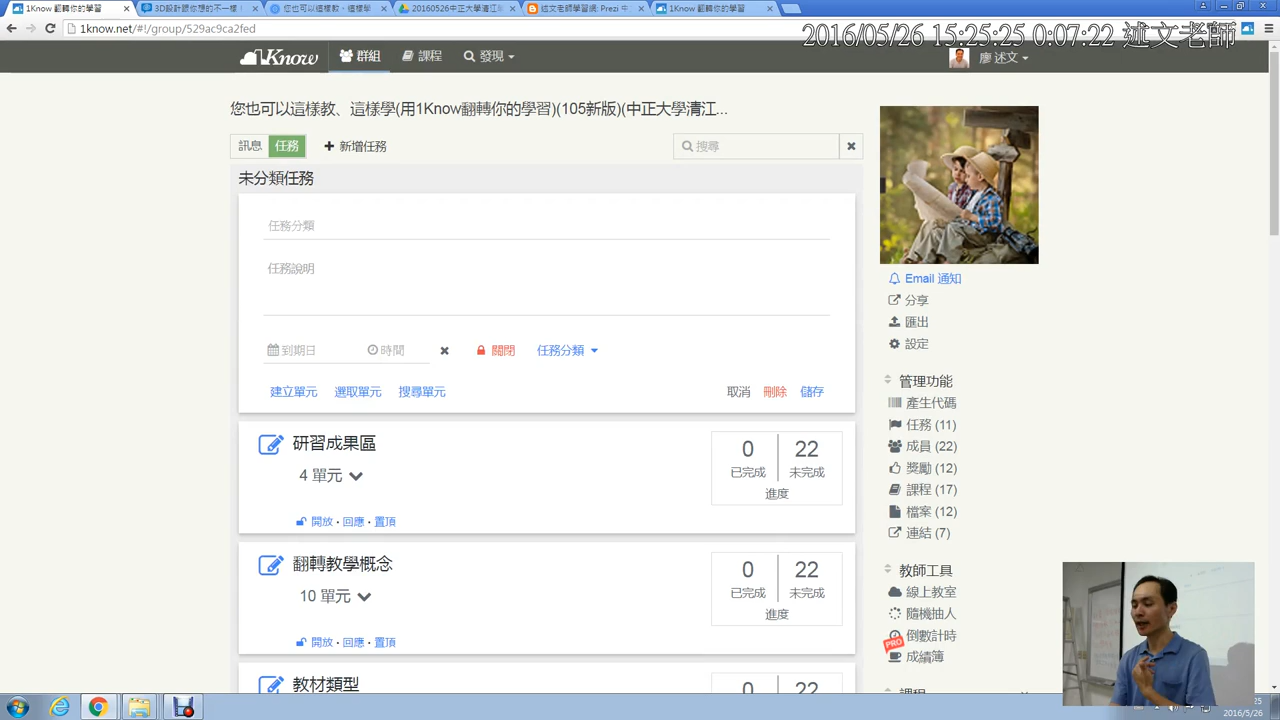 1Know 翻轉你的學習
3D設計跟你想的不一樣！
您也可以這樣教、這樣學
20160526中正大學清江
述文老師學習網: Prezi 中
1Know 翻轉你的學習
1know.net/#!/group/529ac9ca2fed
2016/05/26 15:25:25 0:07:22 述文老師
1Know
群組
課程
發現
廖 述文
您也可以這樣教、這樣學(用1Know翻轉你的學習)(105新版)(中正大學清江...
訊息
任務
新增任務
搜尋
未分類任務
任務分類
任務說明
到期日
時間
關閉
任務分類
建立單元
選取單元
搜尋單元
取消
刪除
儲存
研習成果區
4 單元
開放 · 回應 · 置頂
0
已完成
22
未完成
進度
翻轉教學概念
10 單元
開放 · 回應 · 置頂
0
已完成
22
未完成
進度
教材類型
0
22
Email 通知
分享
匯出
設定
管理功能
產生代碼
任務 (11)
成員 (22)
獎勵 (12)
課程 (17)
檔案 (12)
連結 (7)
教師工具
線上教室
隨機抽人
倒數計時
PRO
成績簿
課程
2016/5/26